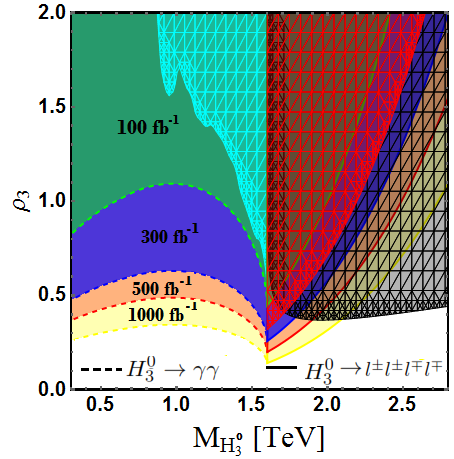 2.0
1.5
1.0
0.5
0.0
ρ₃
100 fb⁻¹
300 fb⁻¹
500 fb⁻¹
1000 fb⁻¹
H₃⁰ → γγ
H₃⁰ → l±l±l∓l∓
0.5 1.0 1.5 2.0 2.5
M_H₃⁰ [TeV]